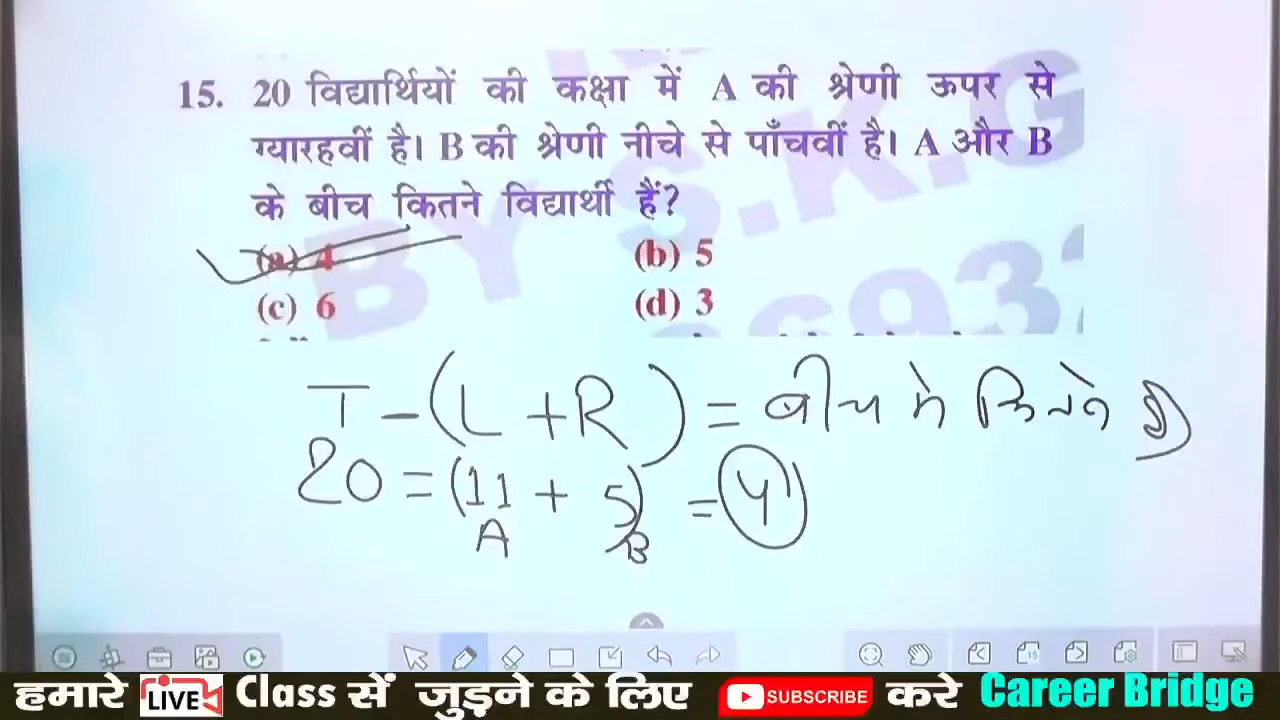 15. 20 विद्यार्थियों की कक्षा में A की श्रेणी ऊपर से
ग्यारहवीं है। B की श्रेणी नीचे से पाँचवीं है। A और B
के बीच कितने विद्यार्थी हैं?
(a) 4 (b) 5
(c) 6 (d) 3
T - (L + R) = बीच मे कितने है
20 = (11 + 5) = 4
A B
हमारे LIVE Class सें जुड़ने के लिए SUBSCRIBE करे Career Bridge